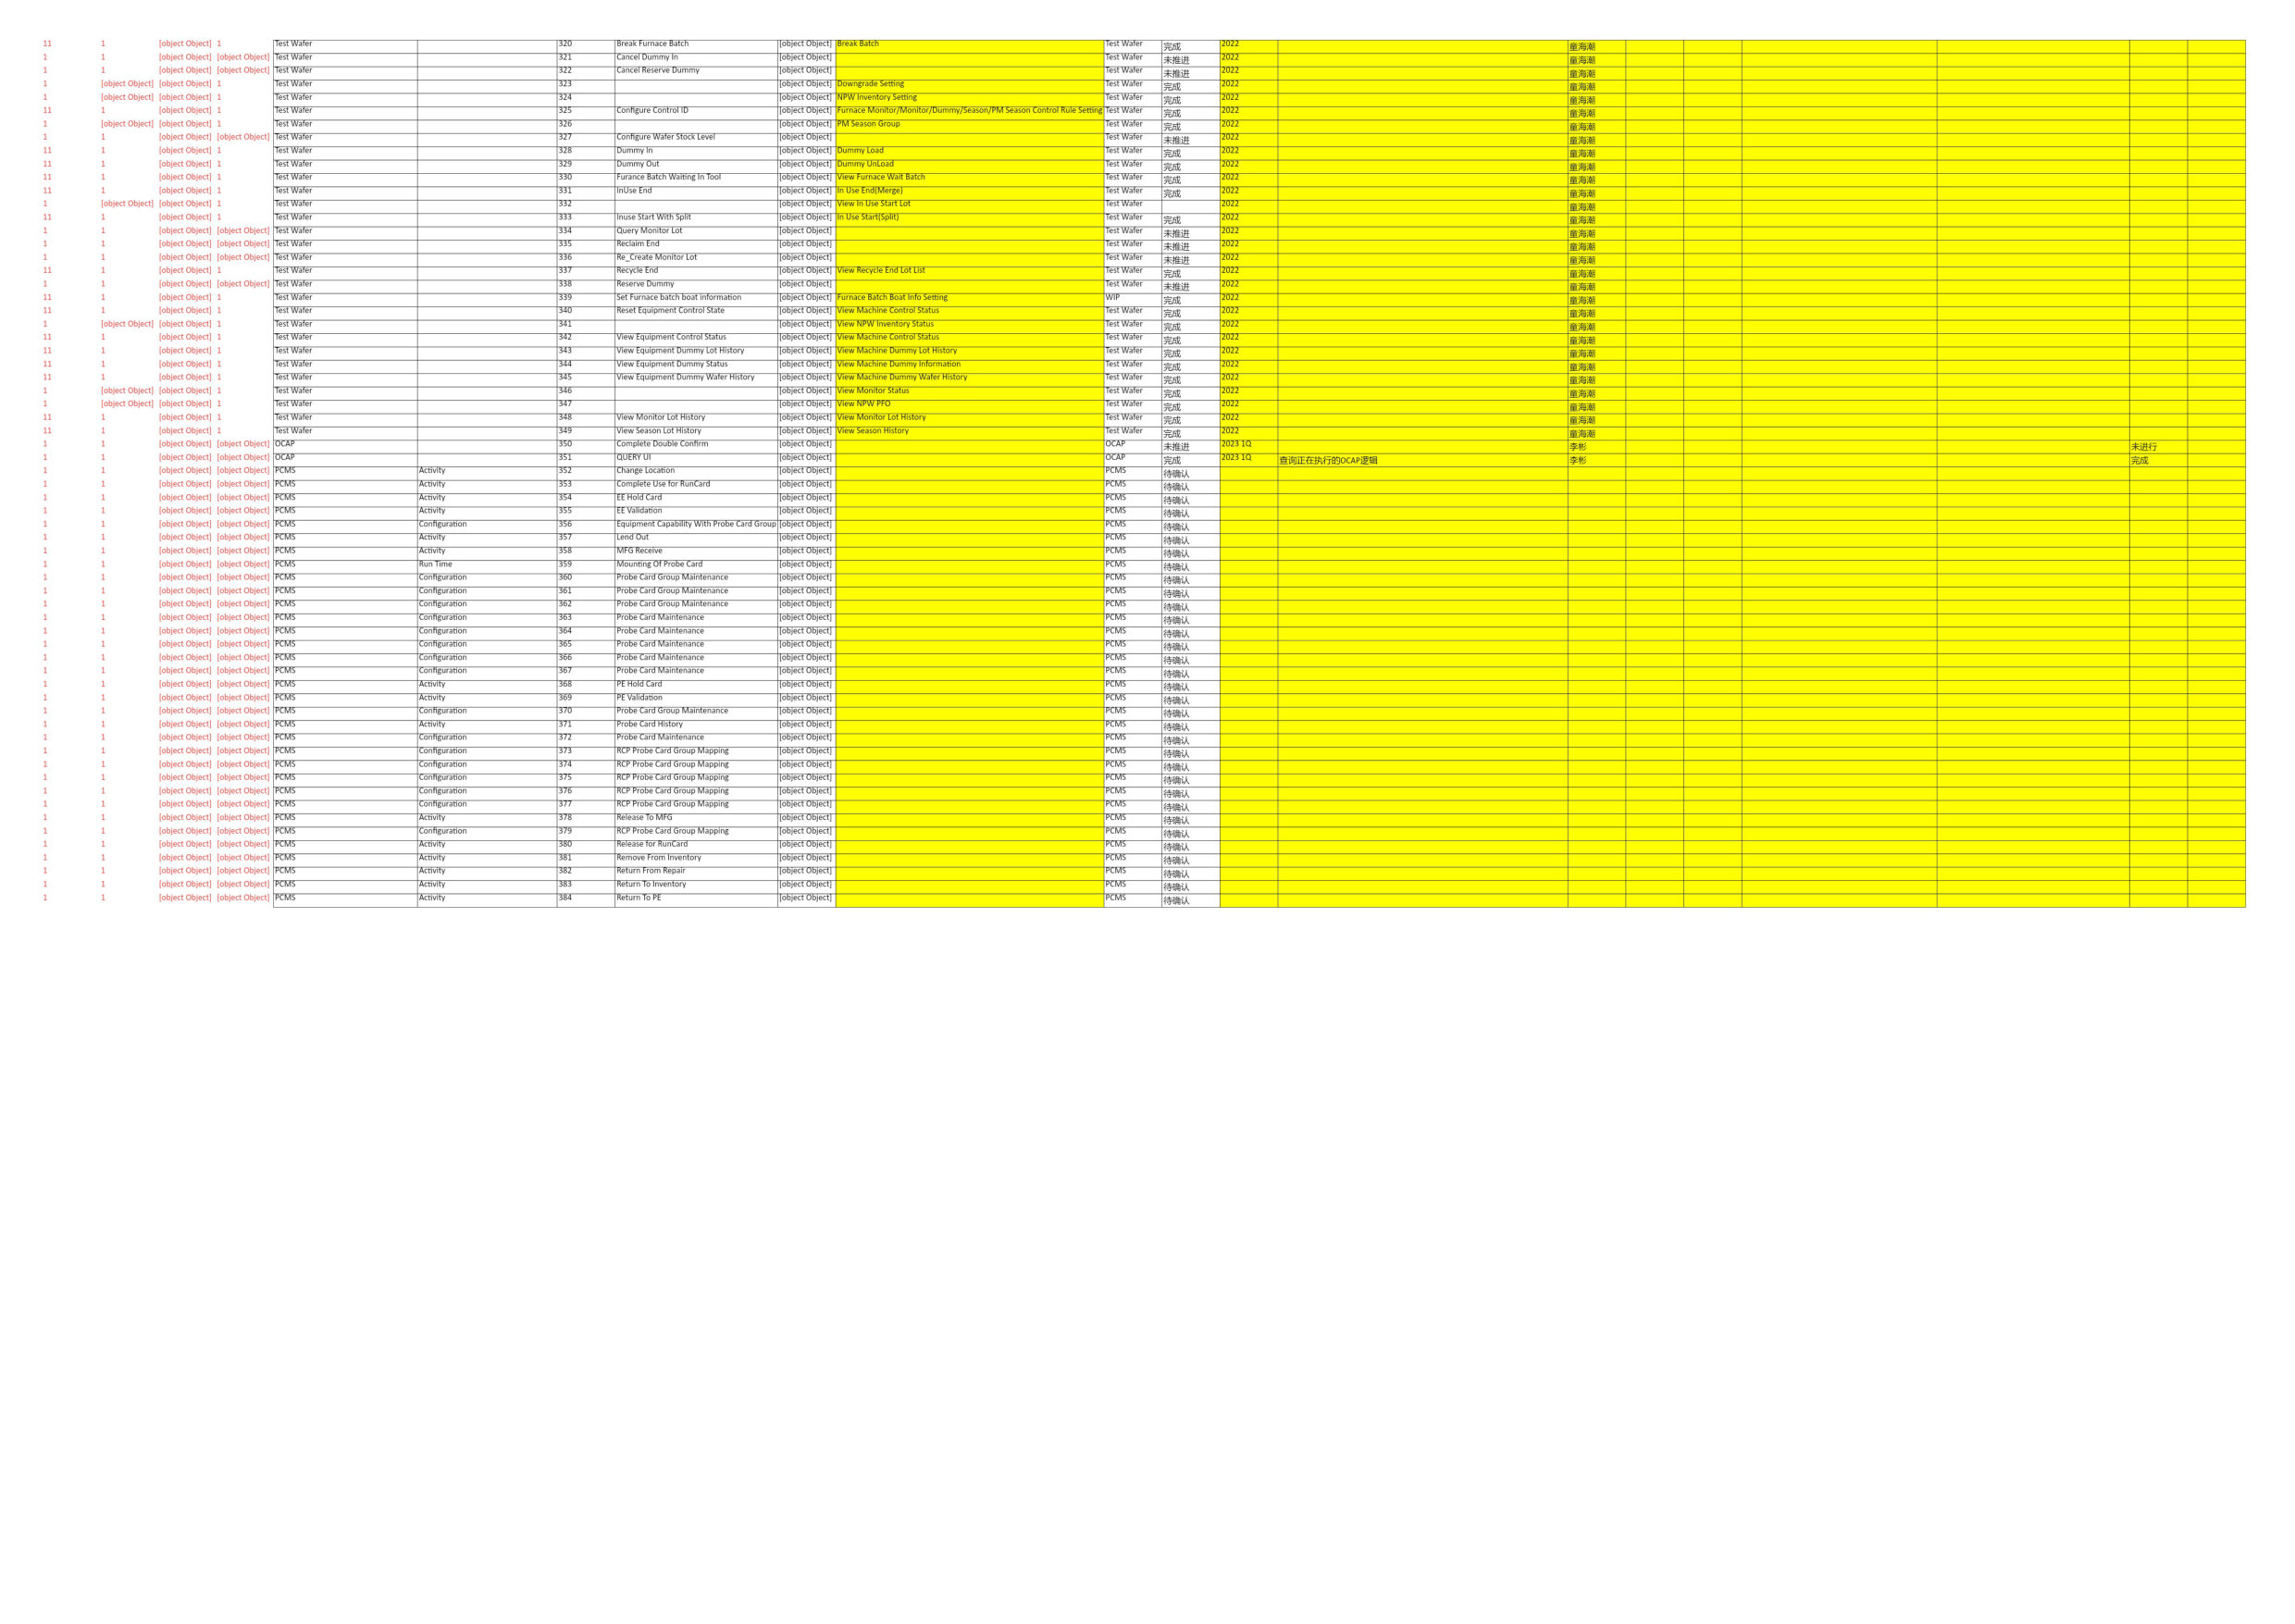 11 1 [object Object] 1 Test Wafer 320 Break Furnace Batch [object Object] Break Batch Test Wafer 完成 2022 童海潮
1 1 [object Object] [object Object] Test Wafer 321 Cancel Dummy In [object Object] Test Wafer 未推进 2022 童海潮
1 1 [object Object] [object Object] Test Wafer 322 Cancel Reserve Dummy [object Object] Test Wafer 未推进 2022 童海潮
1 [object Object] [object Object] 1 Test Wafer 323 [object Object] Downgrade Setting Test Wafer 完成 2022 童海潮
1 [object Object] [object Object] 1 Test Wafer 324 [object Object] NPW Inventory Setting Test Wafer 完成 2022 童海潮
11 1 [object Object] 1 Test Wafer 325 Configure Control ID [object Object] Furnace Monitor/Monitor/Dummy/Season/PM Season Control Rule Setting Test Wafer 完成 2022 童海潮
1 [object Object] [object Object] 1 Test Wafer 326 [object Object] PM Season Group Test Wafer 完成 2022 童海潮
1 1 [object Object] [object Object] Test Wafer 327 Configure Wafer Stock Level [object Object] Test Wafer 未推进 2022 童海潮
11 1 [object Object] 1 Test Wafer 328 Dummy In [object Object] Dummy Load Test Wafer 完成 2022 童海潮
11 1 [object Object] 1 Test Wafer 329 Dummy Out [object Object] Dummy UnLoad Test Wafer 完成 2022 童海潮
11 1 [object Object] 1 Test Wafer 330 Furance Batch Waiting In Tool [object Object] View Furnace Wait Batch Test Wafer 完成 2022 童海潮
11 1 [object Object] 1 Test Wafer 331 InUse End [object Object] In Use End(Merge) Test Wafer 完成 2022 童海潮
1 [object Object] [object Object] 1 Test Wafer 332 [object Object] View In Use Start Lot Test Wafer 2022 童海潮
11 1 [object Object] 1 Test Wafer 333 Inuse Start With Split [object Object] In Use Start(Split) Test Wafer 完成 2022 童海潮
1 1 [object Object] [object Object] Test Wafer 334 Query Monitor Lot [object Object] Test Wafer 未推进 2022 童海潮
1 1 [object Object] [object Object] Test Wafer 335 Reclaim End [object Object] Test Wafer 未推进 2022 童海潮
1 1 [object Object] [object Object] Test Wafer 336 Re_Create Monitor Lot [object Object] Test Wafer 未推进 2022 童海潮
11 1 [object Object] 1 Test Wafer 337 Recycle End [object Object] View Recycle End Lot List Test Wafer 完成 2022 童海潮
1 1 [object Object] [object Object] Test Wafer 338 Reserve Dummy [object Object] Test Wafer 未推进 2022 童海潮
11 1 [object Object] 1 Test Wafer 339 Set Furnace batch boat information [object Object] Furnace Batch Boat Info Setting WIP 完成 2022 童海潮
11 1 [object Object] 1 Test Wafer 340 Reset Equipment Control State [object Object] View Machine Control Status Test Wafer 完成 2022 童海潮
1 [object Object] [object Object] 1 Test Wafer 341 [object Object] View NPW Inventory Status Test Wafer 完成 2022 童海潮
11 1 [object Object] 1 Test Wafer 342 View Equipment Control Status [object Object] View Machine Control Status Test Wafer 完成 2022 童海潮
11 1 [object Object] 1 Test Wafer 343 View Equipment Dummy Lot History [object Object] View Machine Dummy Lot History Test Wafer 完成 2022 童海潮
11 1 [object Object] 1 Test Wafer 344 View Equipment Dummy Status [object Object] View Machine Dummy Information Test Wafer 完成 2022 童海潮
11 1 [object Object] 1 Test Wafer 345 View Equipment Dummy Wafer History [object Object] View Machine Dummy Wafer History Test Wafer 完成 2022 童海潮
1 [object Object] [object Object] 1 Test Wafer 346 [object Object] View Monitor Status Test Wafer 完成 2022 童海潮
1 [object Object] [object Object] 1 Test Wafer 347 [object Object] View NPW PFO Test Wafer 完成 2022 童海潮
11 1 [object Object] 1 Test Wafer 348 View Monitor Lot History [object Object] View Monitor Lot History Test Wafer 完成 2022 童海潮
11 1 [object Object] 1 Test Wafer 349 View Season Lot History [object Object] View Season History Test Wafer 完成 2022 童海潮
1 1 [object Object] [object Object] OCAP 350 Complete Double Confirm [object Object] OCAP 未推进 2023 1Q 李彬 未进行
1 1 [object Object] [object Object] OCAP 351 QUERY UI [object Object] OCAP 完成 2023 1Q 查询正在执行的OCAP逻辑 李彬 完成
1 1 [object Object] [object Object] PCMS Activity 352 Change Location [object Object] PCMS 待确认
1 1 [object Object] [object Object] PCMS Activity 353 Complete Use for RunCard [object Object] PCMS 待确认
1 1 [object Object] [object Object] PCMS Activity 354 EE Hold Card [object Object] PCMS 待确认
1 1 [object Object] [object Object] PCMS Activity 355 EE Validation [object Object] PCMS 待确认
1 1 [object Object] [object Object] PCMS Configuration 356 Equipment Capability With Probe Card Group [object Object] PCMS 待确认
1 1 [object Object] [object Object] PCMS Activity 357 Lend Out [object Object] PCMS 待确认
1 1 [object Object] [object Object] PCMS Activity 358 MFG Receive [object Object] PCMS 待确认
1 1 [object Object] [object Object] PCMS Run Time 359 Mounting Of Probe Card [object Object] PCMS 待确认
1 1 [object Object] [object Object] PCMS Configuration 360 Probe Card Group Maintenance [object Object] PCMS 待确认
1 1 [object Object] [object Object] PCMS Configuration 361 Probe Card Group Maintenance [object Object] PCMS 待确认
1 1 [object Object] [object Object] PCMS Configuration 362 Probe Card Group Maintenance [object Object] PCMS 待确认
1 1 [object Object] [object Object] PCMS Configuration 363 Probe Card Maintenance [object Object] PCMS 待确认
1 1 [object Object] [object Object] PCMS Configuration 364 Probe Card Maintenance [object Object] PCMS 待确认
1 1 [object Object] [object Object] PCMS Configuration 365 Probe Card Maintenance [object Object] PCMS 待确认
1 1 [object Object] [object Object] PCMS Configuration 366 Probe Card Maintenance [object Object] PCMS 待确认
1 1 [object Object] [object Object] PCMS Configuration 367 Probe Card Maintenance [object Object] PCMS 待确认
1 1 [object Object] [object Object] PCMS Activity 368 PE Hold Card [object Object] PCMS 待确认
1 1 [object Object] [object Object] PCMS Activity 369 PE Validation [object Object] PCMS 待确认
1 1 [object Object] [object Object] PCMS Configuration 370 Probe Card Group Maintenance [object Object] PCMS 待确认
1 1 [object Object] [object Object] PCMS Activity 371 Probe Card History [object Object] PCMS 待确认
1 1 [object Object] [object Object] PCMS Configuration 372 Probe Card Maintenance [object Object] PCMS 待确认
1 1 [object Object] [object Object] PCMS Configuration 373 RCP Probe Card Group Mapping [object Object] PCMS 待确认
1 1 [object Object] [object Object] PCMS Configuration 374 RCP Probe Card Group Mapping [object Object] PCMS 待确认
1 1 [object Object] [object Object] PCMS Configuration 375 RCP Probe Card Group Mapping [object Object] PCMS 待确认
1 1 [object Object] [object Object] PCMS Configuration 376 RCP Probe Card Group Mapping [object Object] PCMS 待确认
1 1 [object Object] [object Object] PCMS Configuration 377 RCP Probe Card Group Mapping [object Object] PCMS 待确认
1 1 [object Object] [object Object] PCMS Activity 378 Release To MFG [object Object] PCMS 待确认
1 1 [object Object] [object Object] PCMS Configuration 379 RCP Probe Card Group Mapping [object Object] PCMS 待确认
1 1 [object Object] [object Object] PCMS Activity 380 Release for RunCard [object Object] PCMS 待确认
1 1 [object Object] [object Object] PCMS Activity 381 Remove From Inventory [object Object] PCMS 待确认
1 1 [object Object] [object Object] PCMS Activity 382 Return From Repair [object Object] PCMS 待确认
1 1 [object Object] [object Object] PCMS Activity 383 Return To Inventory [object Object] PCMS 待确认
1 1 [object Object] [object Object] PCMS Activity 384 Return To PE [object Object] PCMS 待确认